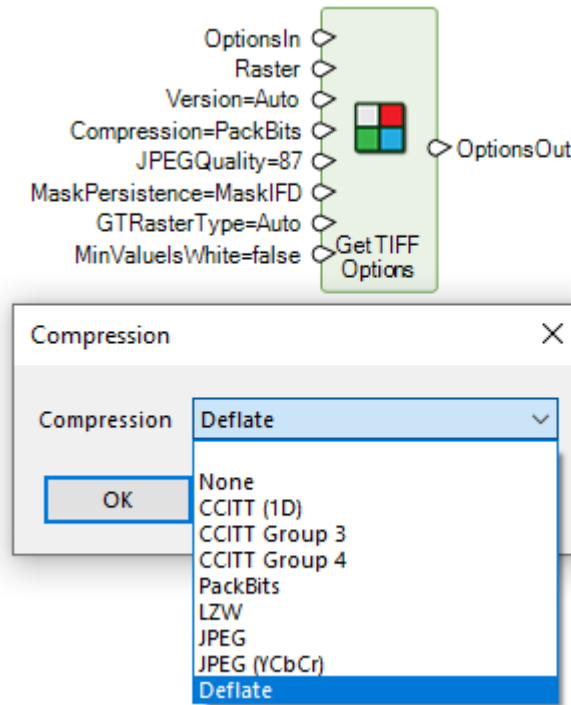 OptionsIn
Raster
Version=Auto
Compression=PackBits
JPEGQuality=87
MaskPersistence=MaskIFD
GTRasterType=Auto
MinValueIsWhite=false
Get TIFF
Options
OptionsOut
Compression
Compression Deflate
OK
None
CCITT (1D)
CCITT Group 3
CCITT Group 4
PackBits
LZW
JPEG
JPEG (YCbCr)
Deflate